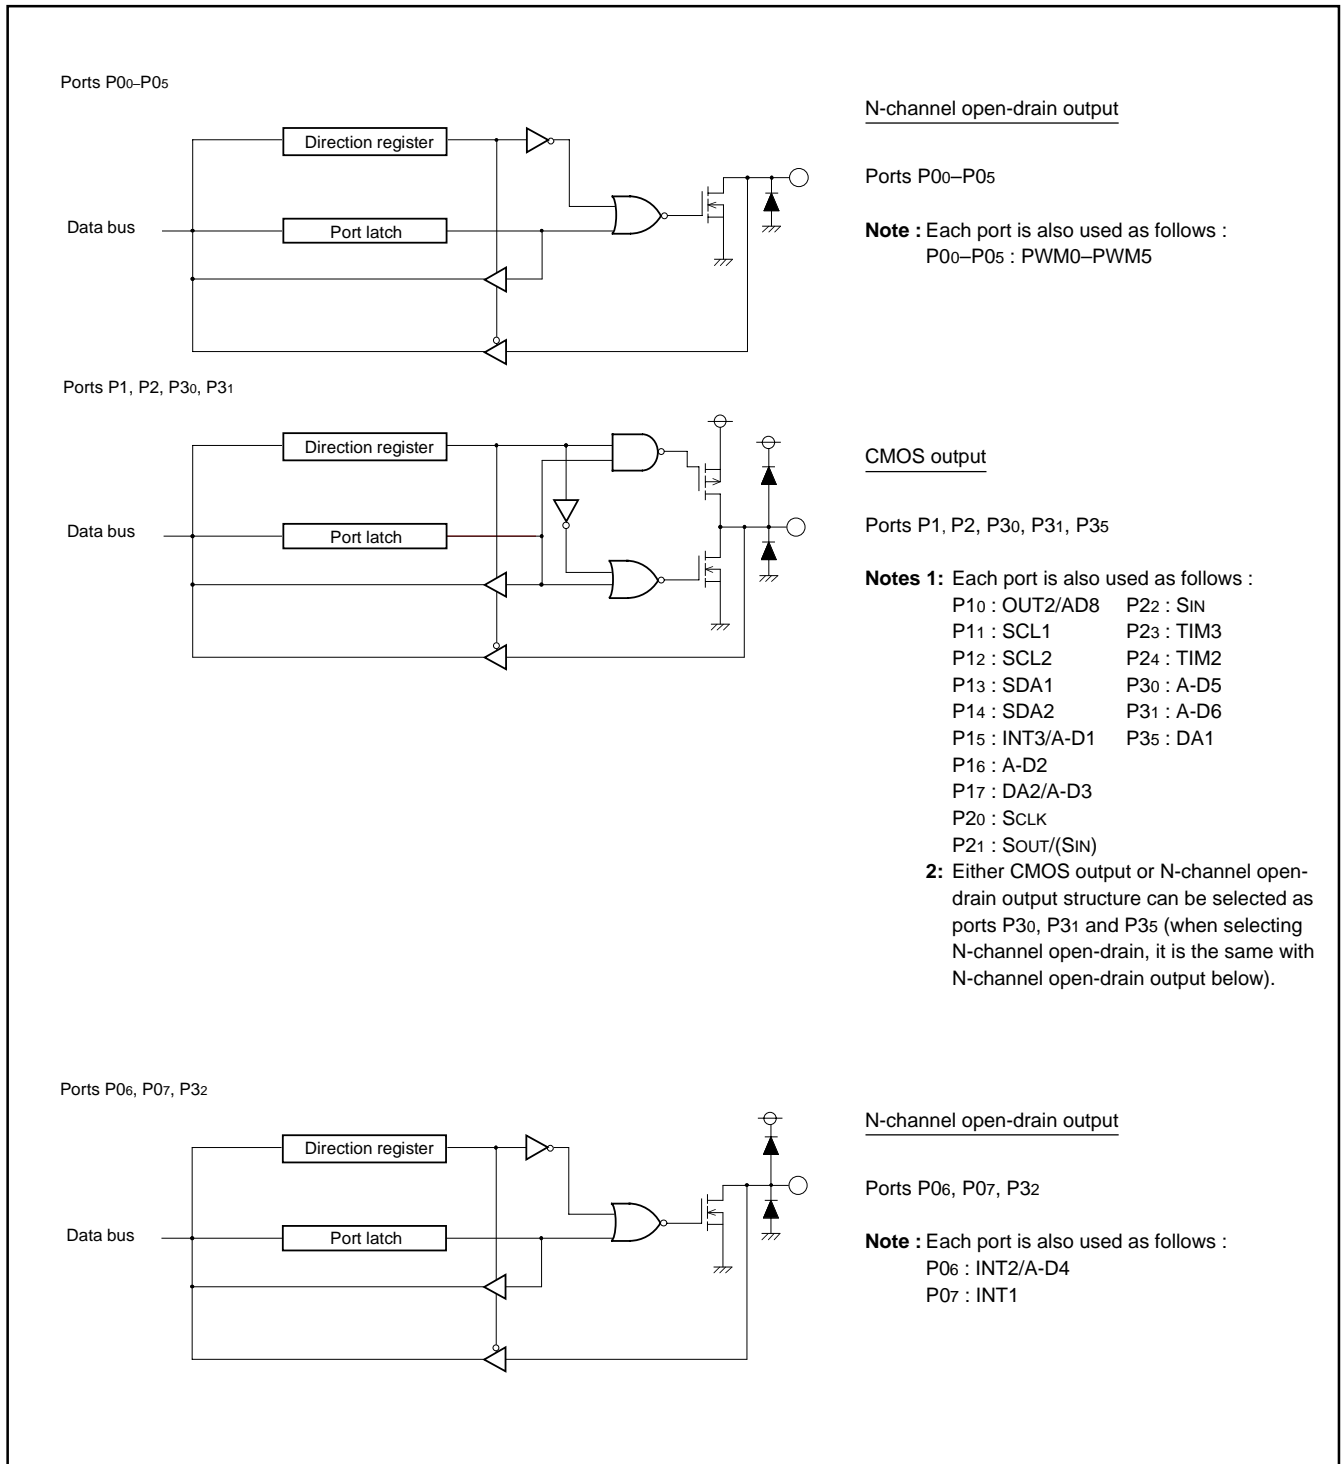 Ports P00–P05
Direction register
Data bus
Port latch
N-channel open-drain output
Ports P00–P05
Note : Each port is also used as follows :
P00–P05 : PWM0–PWM5
Ports P1, P2, P30, P31
Direction register
Data bus
Port latch
CMOS output
Ports P1, P2, P30, P31, P35
Notes 1: Each port is also used as follows :
P10 : OUT2/AD8 P22 : SIN
P11 : SCL1 P23 : TIM3
P12 : SCL2 P24 : TIM2
P13 : SDA1 P30 : A-D5
P14 : SDA2 P31 : A-D6
P15 : INT3/A-D1 P35 : DA1
P16 : A-D2
P17 : DA2/A-D3
P20 : SCLK
P21 : SOUT/(SIN)
2: Either CMOS output or N-channel open-
drain output structure can be selected as
ports P30, P31 and P35 (when selecting
N-channel open-drain, it is the same with
N-channel open-drain output below).
Ports P06, P07, P32
Direction register
Data bus
Port latch
N-channel open-drain output
Ports P06, P07, P32
Note : Each port is also used as follows :
P06 : INT2/A-D4
P07 : INT1